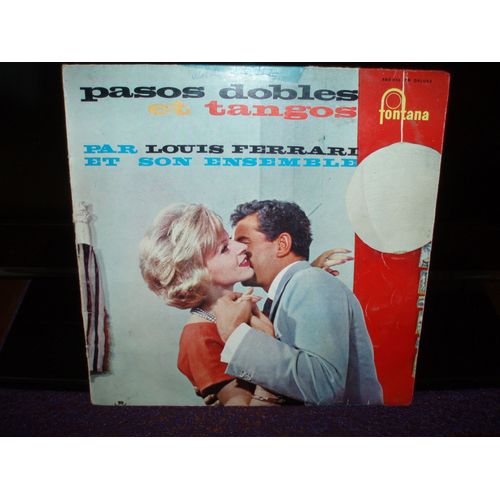 pasos dobles
et tangos
fontana
PAR LOUIS FERRARI
ET SON ENSEMBLE